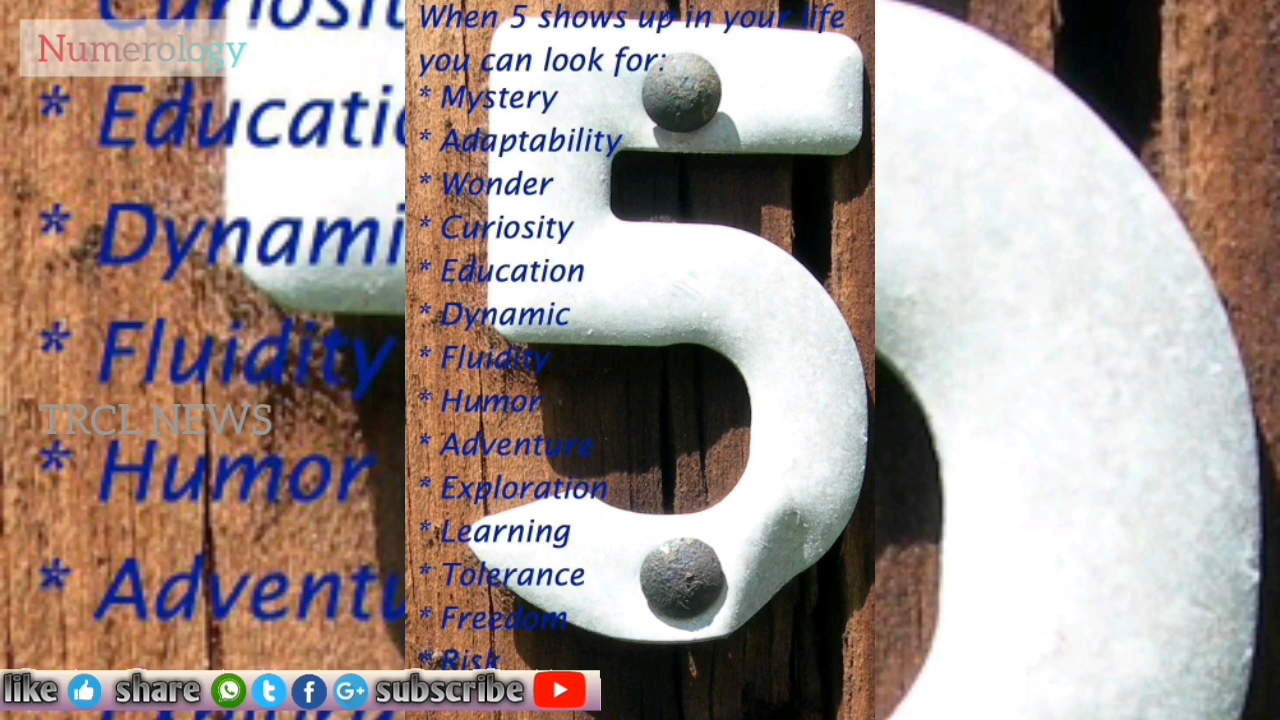 Numerology
When 5 shows up in your life
you can look for:
* Mystery
* Adaptability
* Wonder
* Curiosity
* Education
* Dynamic
* Fluidity
* Humor
* Adventure
* Exploration
* Learning
* Tolerance
* Freedom
* Risk
5
* Educatio
* Dynami
* Fluidity
TRCL NEWS
* Humor
* Adventu
like share subscribe